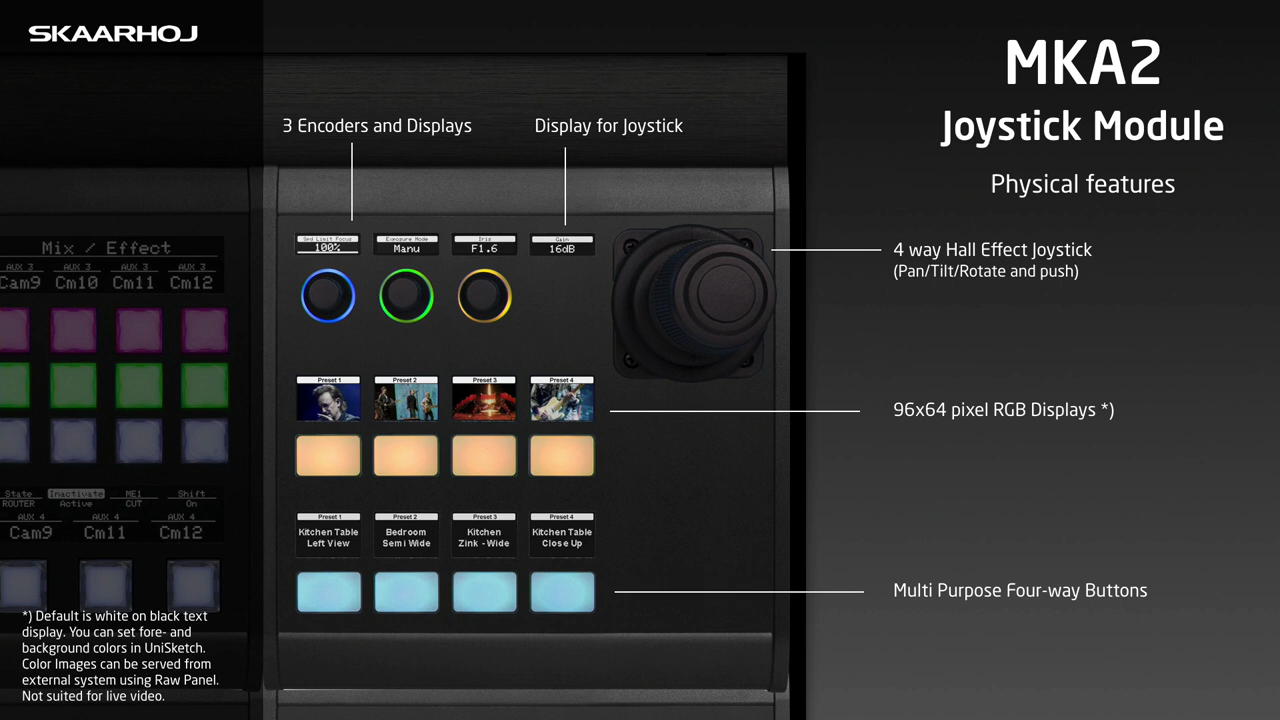 SKAARHOJ
MKA2
Joystick Module
Physical features
3 Encoders and Displays
Display for Joystick
4 way Hall Effect Joystick
(Pan/Tilt/Rotate and push)
96x64 pixel RGB Displays *)
Multi Purpose Four-way Buttons
Mix / Effect
AUX 3 AUX 3 AUX 3 AUX 3
Cam9 Cm10 Cm11 Cm12
State Inactivate ME1 Shift
ROUTER Active CUT On
AUX 4 AUX 4 AUX 4
Cam9 Cm11 Cm12
Spd Limit Focus Exposure Mode Iris Gain
100% Manu F1.6 16dB
Preset 1 Preset 2 Preset 3 Preset 4
Preset 1 Preset 2 Preset 3 Preset 4
Kitchen Table Bedroom Kitchen Kitchen Table
Left View Semi Wide Zink - Wide Close Up
*) Default is white on black text
display. You can set fore- and
background colors in UniSketch.
Color Images can be served from
external system using Raw Panel.
Not suited for live video.